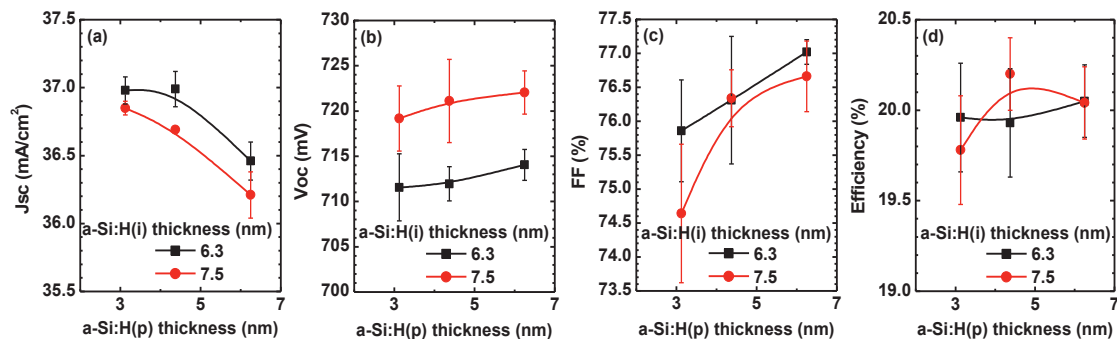 (a)
37.5
37.0
36.5
36.0
35.5
Jsc (mA/cm²)
a-Si:H(i) thickness (nm)
6.3
7.5
3
5
7
a-Si:H(p) thickness (nm)
(b)
730
725
720
715
710
705
700
Voc (mV)
a-Si:H(i) thickness (nm)
6.3
7.5
3
5
7
a-Si:H(p) thickness (nm)
(c)
77.5
77.0
76.5
76.0
75.5
75.0
74.5
74.0
73.5
FF (%)
a-Si:H(i) thickness (nm)
6.3
7.5
3
5
7
a-Si:H(p) thickness (nm)
(d)
20.5
20.0
19.5
19.0
Efficiency (%)
a-Si:H(i) thickness (nm)
6.3
7.5
3
5
7
a-Si:H(p) thickness (nm)